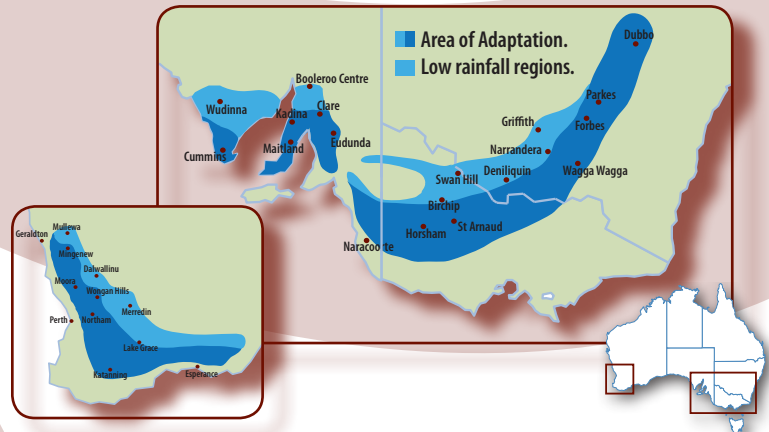 Area of Adaptation.
Low rainfall regions.
Dubbo
Booleroo Centre
Wudinna
Kadina
Clare
Parkes
Griffith
Forbes
Eudunda
Maitland
Cummins
Narrandera
Swan Hill
Deniliquin
Wagga Wagga
Birchip
Horsham
St Arnaud
Naracoorte
Geraldton
Mullewa
Mingenew
Dalwallinu
Moora
Wongan Hills
Merredin
Perth
Northam
Lake Grace
Katanning
Esperance